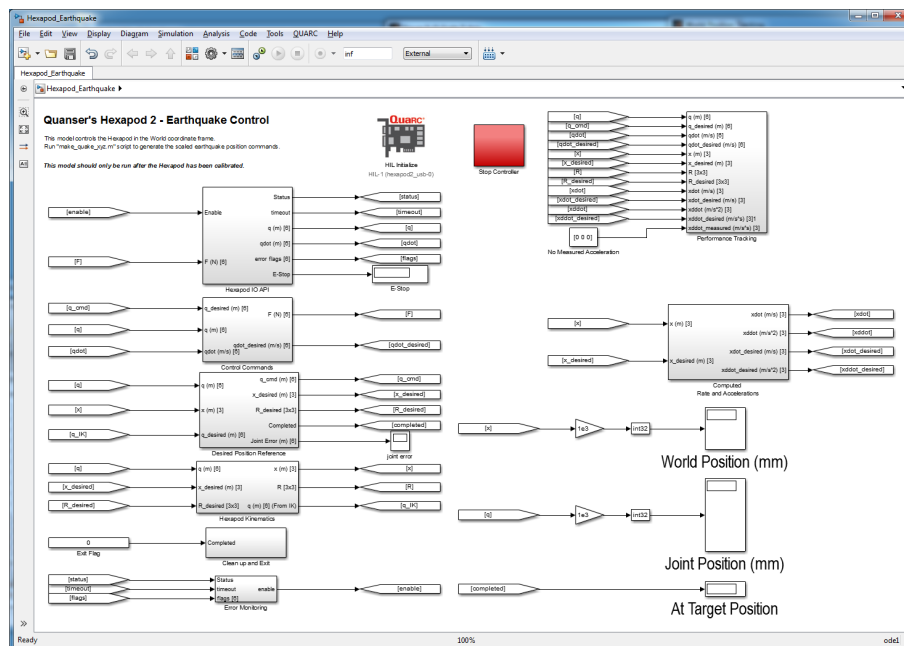 Hexapod_Earthquake
File Edit View Display Diagram Simulation Analysis Code Tools QUARC Help
inf
External
Hexapod_Earthquake
Hexapod_Earthquake
Quanser's Hexapod 2 - Earthquake Control
This model controls the Hexapod in the World coordinate frame.
Run "make_quake_xyz.m" script to generate the scaled earthquake position commands.
This model should only be run after the Hexapod has been calibrated.
QUARC
HIL Initialize
HIL-1 (hexapod2_usb-0)
Stop Controller
[q] q (m) [6]
[q_cmd] q_desired (m) [6]
[qdot] qdot (m/s) [6]
[qdot_desired] qdot_desired (m/s) [6]
[x] x (m) [3]
[x_desired] x_desired (m) [3]
[R] R [3x3]
[R_desired] R_desired [3x3]
[xdot] xdot (m/s) [3]
[xdot_desired] xdot_desired (m/s) [3]
[xddot] xddot (m/s^2) [3]
[xddot_desired] xddot_desired (m/s^s) [3]1
[0 0 0] xddot_measured (m/s^s) [3]
No Measured Acceleration
Performance Tracking
[enable] Enable
[F] F (N) [6]
Status [status]
timeout [timeout]
q (m) [6] [q]
qdot (m) [6] [qdot]
error flags [6] [flags]
E-Stop
E-Stop
Hexapod IO API
[q_cmd] q_desired (m) [6]
[q] q (m) [6]
[qdot] qdot (m/s) [6]
F (N) [6] [F]
qdot_desired (m/s) [6] [qdot_desired]
Control Commands
[x] x (m) [3]
[x_desired] x_desired (m) [3]
xdot (m/s) [3] [xdot]
xddot (m/s^2) [3] [xddot]
xdot_desired (m/s) [3] [xdot_desired]
xddot_desired (m/s^2) [3] [xddot_desired]
Computed
Rate and Accelerations
[q] q (m) [6]
[x] x (m) [3]
[q_IK] q_desired (m) [6]
q_cmd (m) [6] [q_cmd]
x_desired (m) [3] [x_desired]
R_desired [3x3] [R_desired]
Completed [completed]
Joint Error (m) [6]
joint error
Desired Position Reference
[x] 1e3 int32
World Position (mm)
[q] q (m) [6]
[x_desired] x_desired (m) [3]
[R_desired] R_desired [3x3]
x (m) [3] [x]
R [3x3] [R]
q (m) [6] (From IK) [q_IK]
Hexapod Kinematics
[q] 1e3 int32
Joint Position (mm)
0 Completed
Exit Flag
Clean up and Exit
[status] Status
[timeout] timeout
[flags] flags [6]
enable [enable]
Error Monitoring
[completed]
At Target Position
Ready
100%
ode1